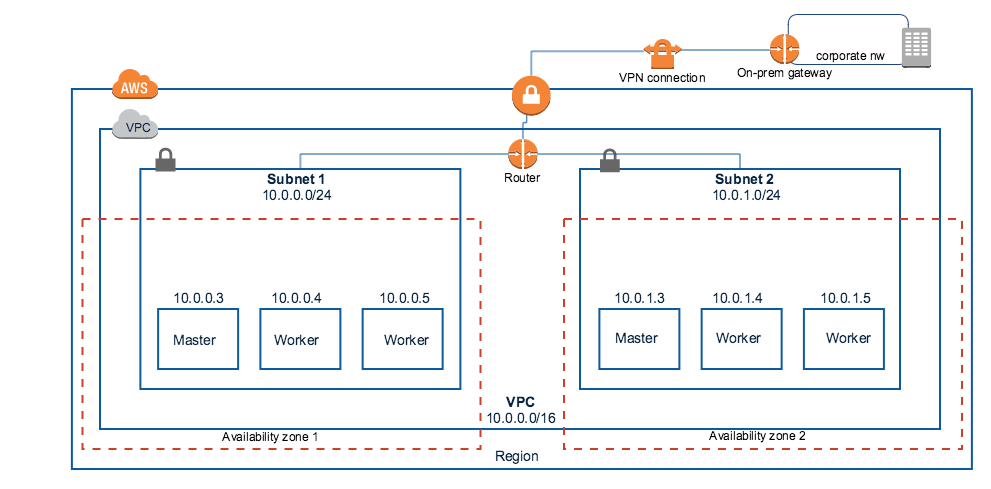 corporate nw
On-prem gateway
VPN connection
AWS
VPC
Router
Subnet 1
10.0.0.0/24
Subnet 2
10.0.1.0/24
10.0.0.3
10.0.0.4
10.0.0.5
10.0.1.3
10.0.1.4
10.0.1.5
Master
Worker
Worker
Master
Worker
Worker
VPC
10.0.0.0/16
Availability zone 1
Availability zone 2
Region